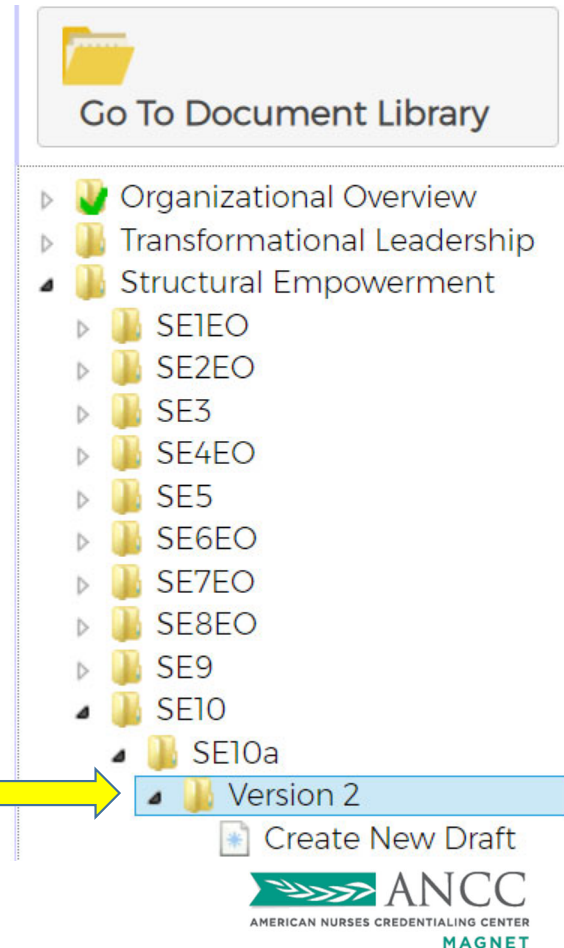 Go To Document Library
Organizational Overview
Transformational Leadership
Structural Empowerment
SE1EO
SE2EO
SE3
SE4EO
SE5
SE6EO
SE7EO
SE8EO
SE9
SE10
SE10a
Version 2
Create New Draft
ANCC
AMERICAN NURSES CREDENTIALING CENTER
MAGNET